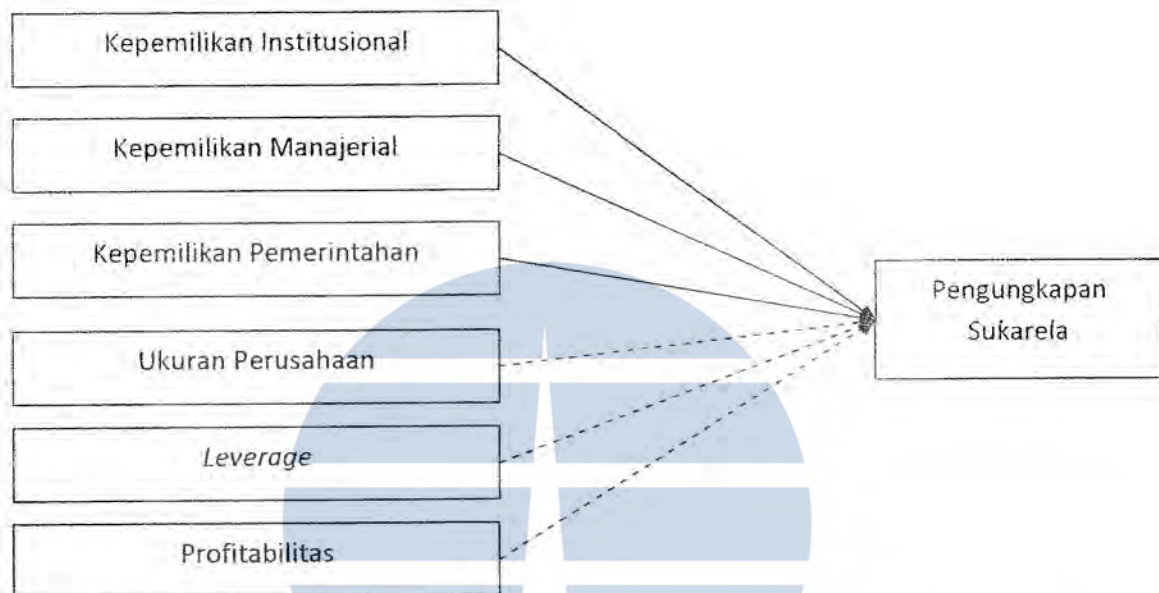 Kepemilikan Institusional
Kepemilikan Manajerial
Kepemilikan Pemerintahan
Ukuran Perusahaan
Leverage
Profitabilitas
Pengungkapan
Sukarela